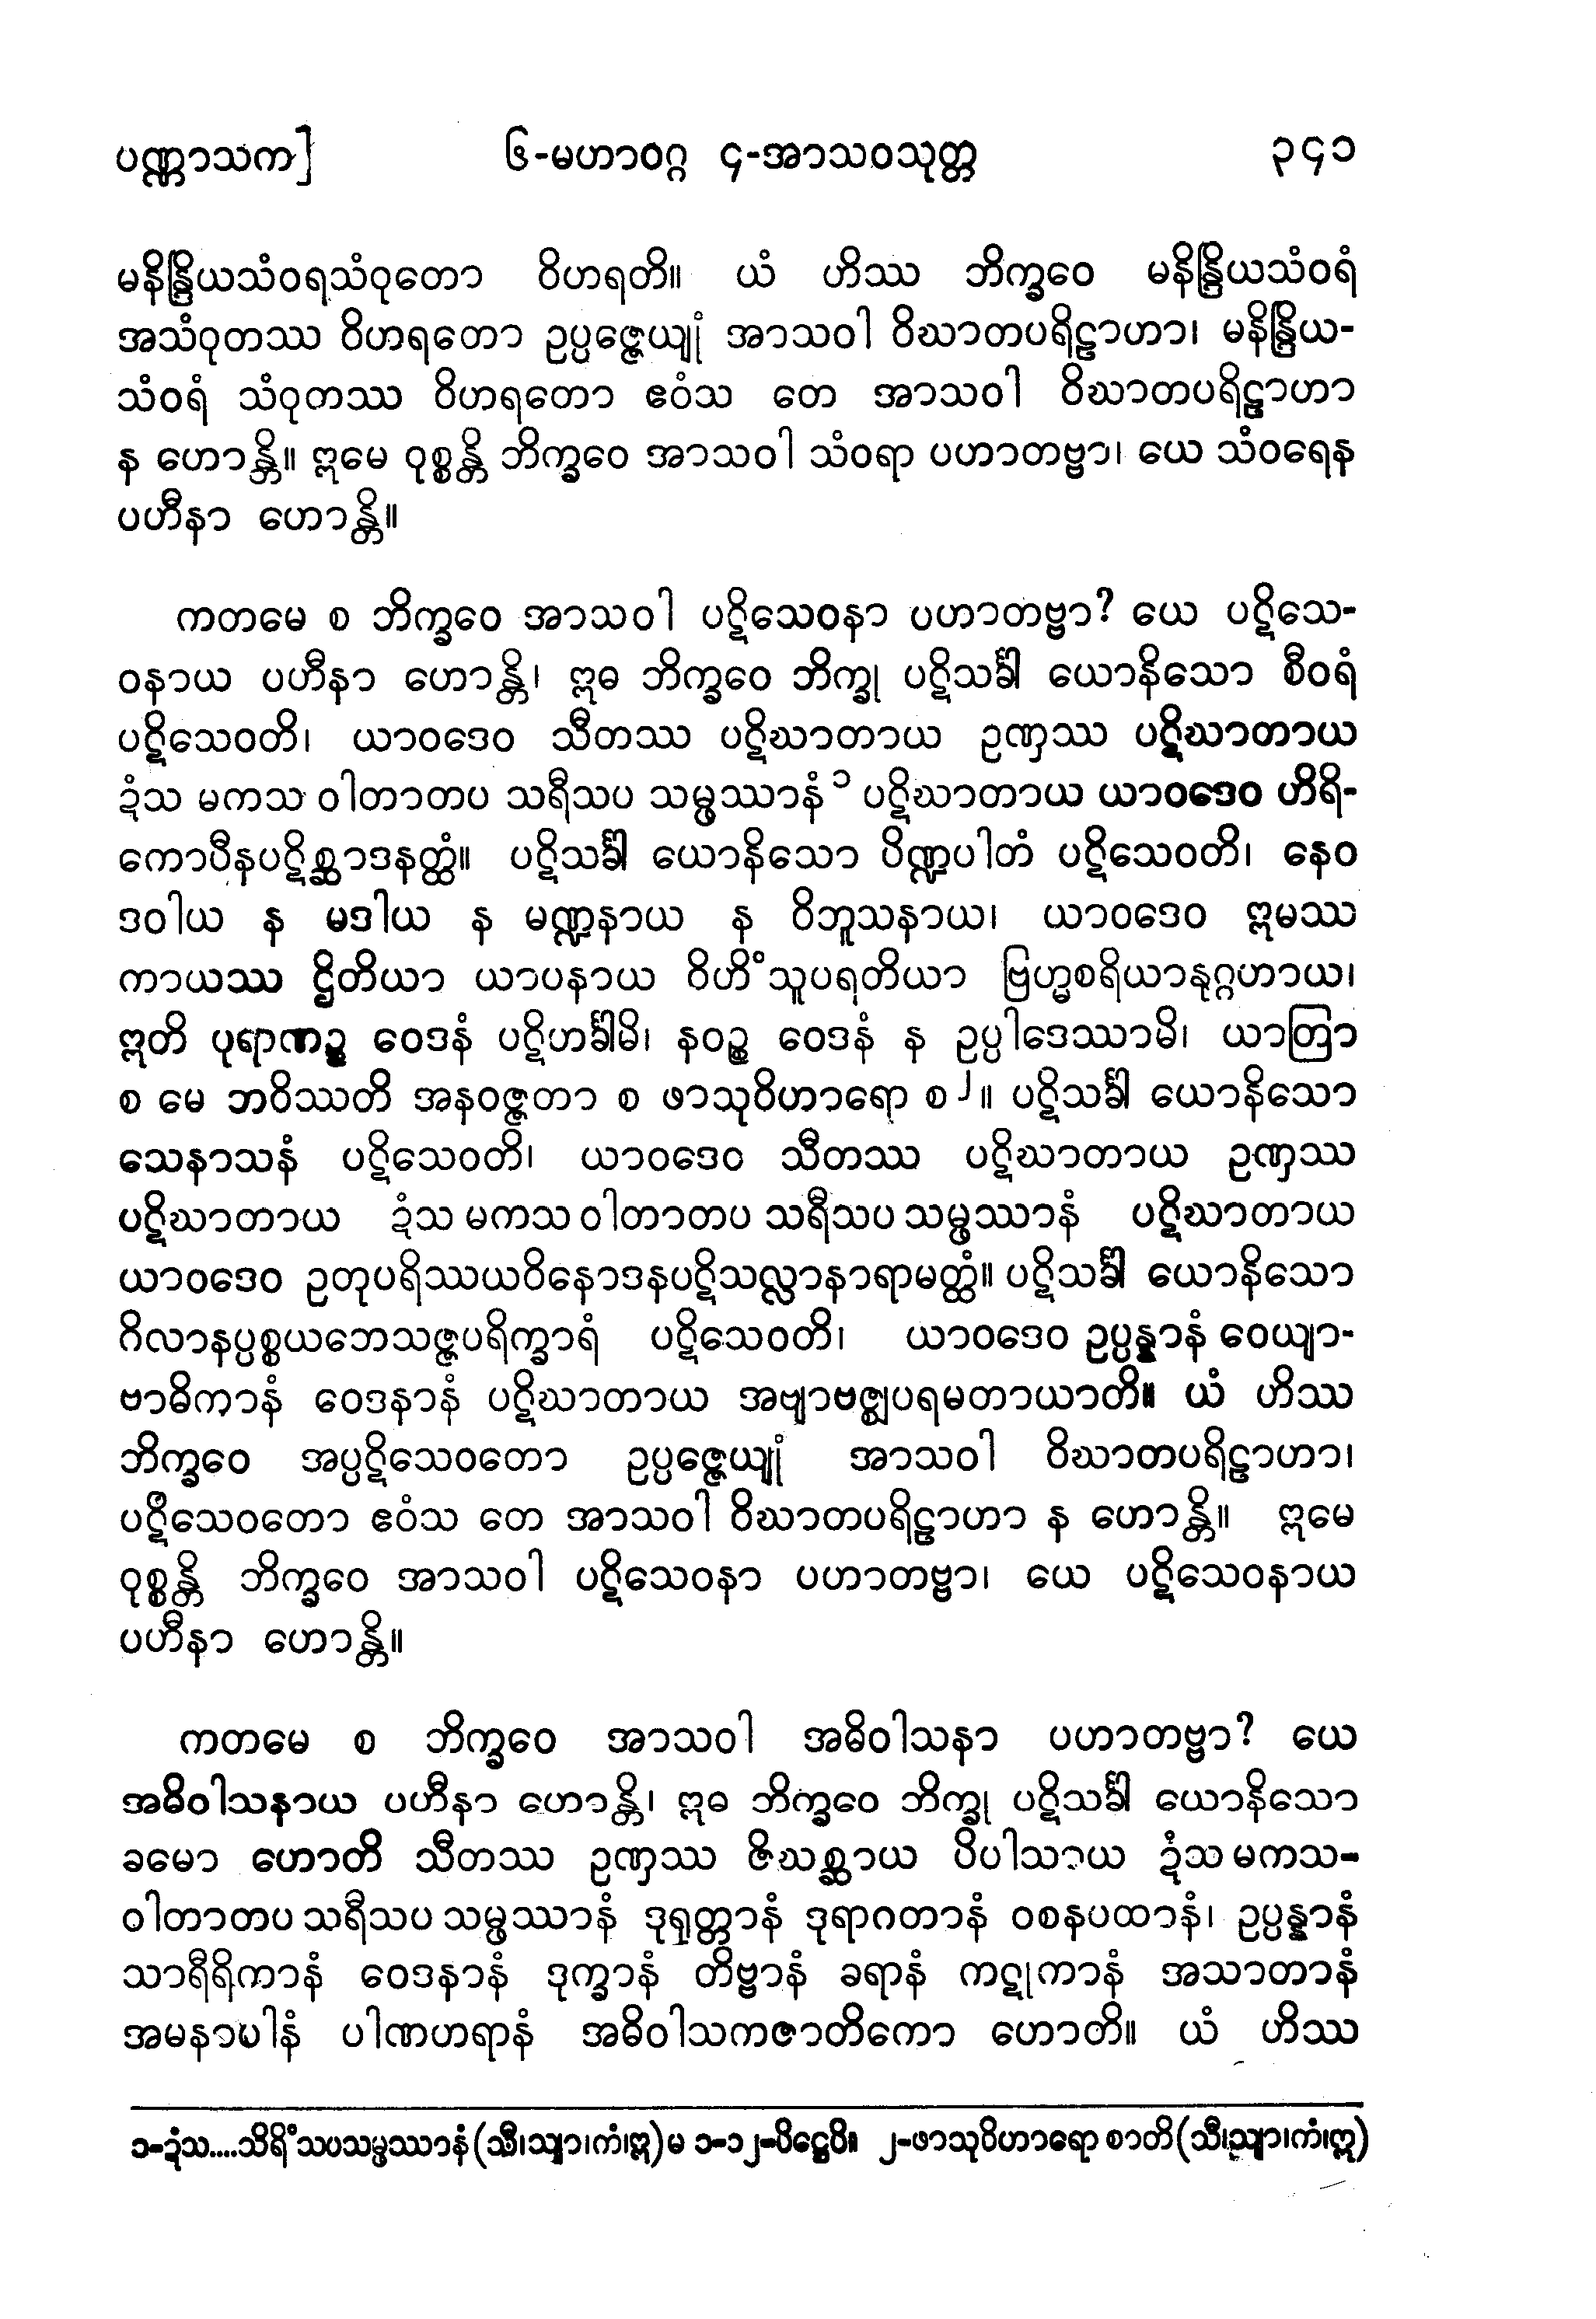 ပဏ္ဏာသက]	၆-မဟာဝဂ္ဂ ၄-အာသဝသုတ္တ	၃၄၁
မနိန္ဒြိယသံဝရသံဝုတော ဝိဟရတိ။ ယံ ဟိဿ ဘိက္ခဝေ မနိန္ဒြိယသံဝရံ
အသံဝုတဿ ဝိဟရတော ဥပ္ပဇ္ဇေယျုံ အာသဝါ ဝိဃာတပရိဠာဟာ၊ မနိန္ဒြိယ-
သံဝရံ သံဝုတဿ ဝိဟရတော ဧဝံသ တေ အာသဝါ ဝိဃာတပရိဠာဟာ
န ဟောန္တိ။ ဣမေ ဝုစ္စန္တိ ဘိက္ခဝေ အာသဝါ သံဝရာ ပဟာတဗ္ဗာ၊ ယေ သံဝရေန
ပဟီနာ ဟောန္တိ။
ကတမေ စ ဘိက္ခဝေ အာသဝါ ပဋိသေဝနာ ပဟာတဗ္ဗာ? ယေ ပဋိသေ-
ဝနာယ ပဟီနာ ဟောန္တိ၊ ဣဓ ဘိက္ခဝေ ဘိက္ခု ပဋိသင်္ခါ ယောနိသော စီဝရံ
ပဋိသေဝတိ၊ ယာဝဒေဝ သီတဿ ပဋိဃာတာယ ဥဏှဿ ပဋိဃာတာယ
ဍံသ မကသ ဝါတာတပ သရီသပ သမ္ဖဿာနံ ၁ ပဋိဃာတာယ ယာဝဒေဝ ဟိရိ-
ကောပီနပဋိစ္ဆာဒနတ္ထံ။ ပဋိသင်္ခါ ယောနိသော ပိဏ္ဍပါတံ ပဋိသေဝတိ၊ နေဝ
ဒဝါယ န မဒါယ န မဏ္ဍနာယ န ဝိဘူသနာယ၊ ယာဝဒေဝ ဣမဿ
ကာယဿ ဌိတိယာ ယာပနာယ ဝိဟိံသူပရတိယာ ဗြဟ္မစရိယာနုဂ္ဂဟာယ၊
ဣတိ ပုရာဏဉ္စ ဝေဒနံ ပဋိဟင်္ခါမိ၊ နဝဉ္စ ဝေဒနံ န ဥပ္ပါဒေဿာမိ၊ ယာတြာ
စ မေ ဘဝိဿတိ အနဝဇ္ဇတာ စ ဖာသုဝိဟာရော စ ၂။ ပဋိသင်္ခါ ယောနိသော
သေနာသနံ ပဋိသေဝတိ၊ ယာဝဒေဝ သီတဿ ပဋိဃာတာယ ဥဏှဿ
ပဋိဃာတာယ ဍံသ မကသ ဝါတာတပ သရီသပ သမ္ဖဿာနံ ပဋိဃာတာယ
ယာဝဒေဝ ဥတုပရိဿယဝိနောဒနပဋိသလ္လာနာရာမတ္ထံ။ ပဋိသင်္ခါ ယောနိသော
ဂိလာနပ္ပစ္စယဘေသဇ္ဇပရိက္ခာရံ ပဋိသေဝတိ၊ ယာဝဒေဝ ဥပ္ပန္နာနံ ဝေယျာ-
ဗာဓိကာနံ ဝေဒနာနံ ပဋိဃာတာယ အဗျာဗဇ္ဈပရမတာယာတိ။ ယံ ဟိဿ
ဘိက္ခဝေ အပ္ပဋိသေဝတော ဥပ္ပဇ္ဇေယျုံ အာသဝါ ဝိဃာတပရိဠာဟာ၊
ပဋိသေဝတော ဧဝံသ တေ အာသဝါ ဝိဃာတပရိဠာဟာ န ဟောန္တိ။ ဣမေ
ဝုစ္စန္တိ ဘိက္ခဝေ အာသဝါ ပဋိသေဝနာ ပဟာတဗ္ဗာ၊ ယေ ပဋိသေဝနာယ
ပဟီနာ ဟောန္တိ။
ကတမေ စ ဘိက္ခဝေ အာသဝါ အဓိဝါသနာ ပဟာတဗ္ဗာ? ယေ
အဓိဝါသနာယ ပဟီနာ ဟောန္တိ၊ ဣဓ ဘိက္ခဝေ ဘိက္ခု ပဋိသင်္ခါ ယောနိသော
ခမော ဟောတိ သီတဿ ဥဏှဿ ဇိဃစ္ဆာယ ပိပါသာယ ဍံသ မကသ-
ဝါတာတပ သရီသပ သမ္ဖဿာနံ ဒုရုတ္တာနံ ဒုရာဂတာနံ ဝစနပထာနံ၊ ဥပ္ပန္နာနံ
သာရီရိကာနံ ဝေဒနာနံ ဒုက္ခာနံ တိဗ္ဗာနံ ခရာနံ ကဋုကာနံ အသာတာနံ
အမနာပါနံ ပါဏဟရာနံ အဓိဝါသကဇာတိကော ဟောတိ။ ယံ ဟိဿ
၁-ဍံသ....သိရိံသပသမ္ဖဿာနံ (သီ၊သျာ၊ကံ၊ဣ) မ ၁-၁၂-ပိဋ္ဌေပိ။ ၂-ဖာသုဝိဟာရော စာတိ (သီ၊သျာ၊ကံ၊ဣ)